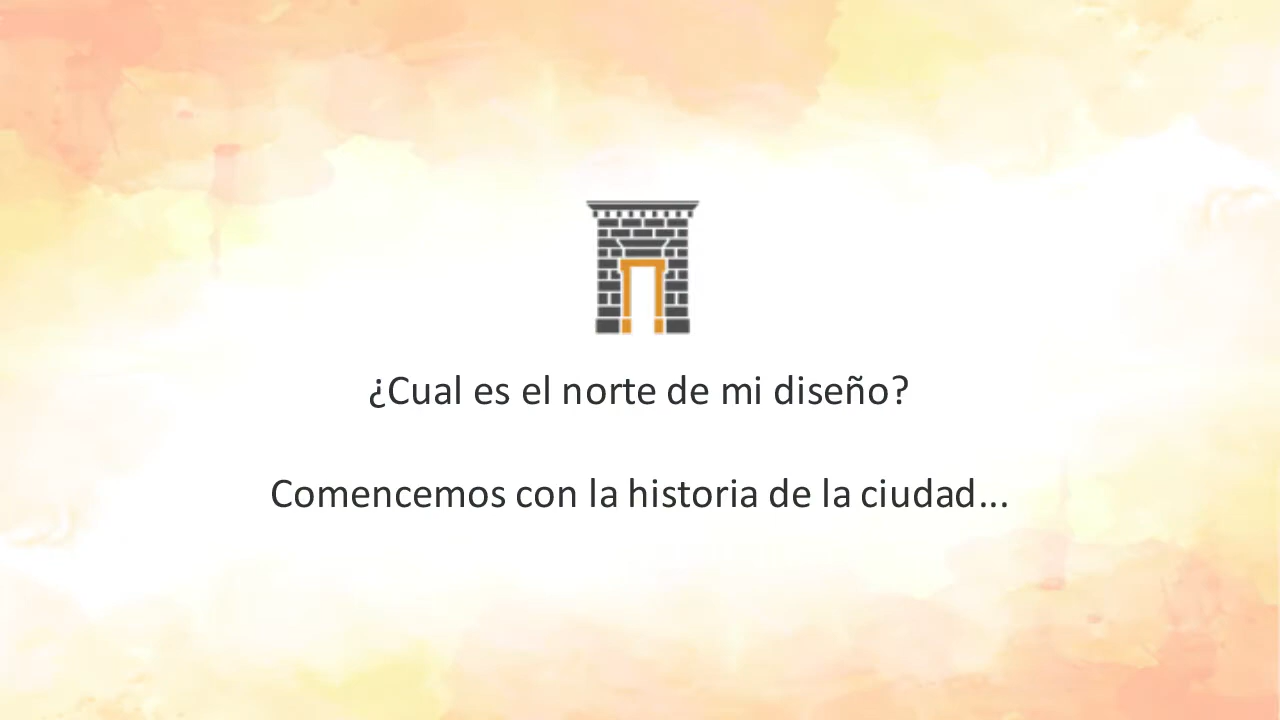 ¿Cual es el norte de mi diseño?
Comencemos con la historia de la ciudad...